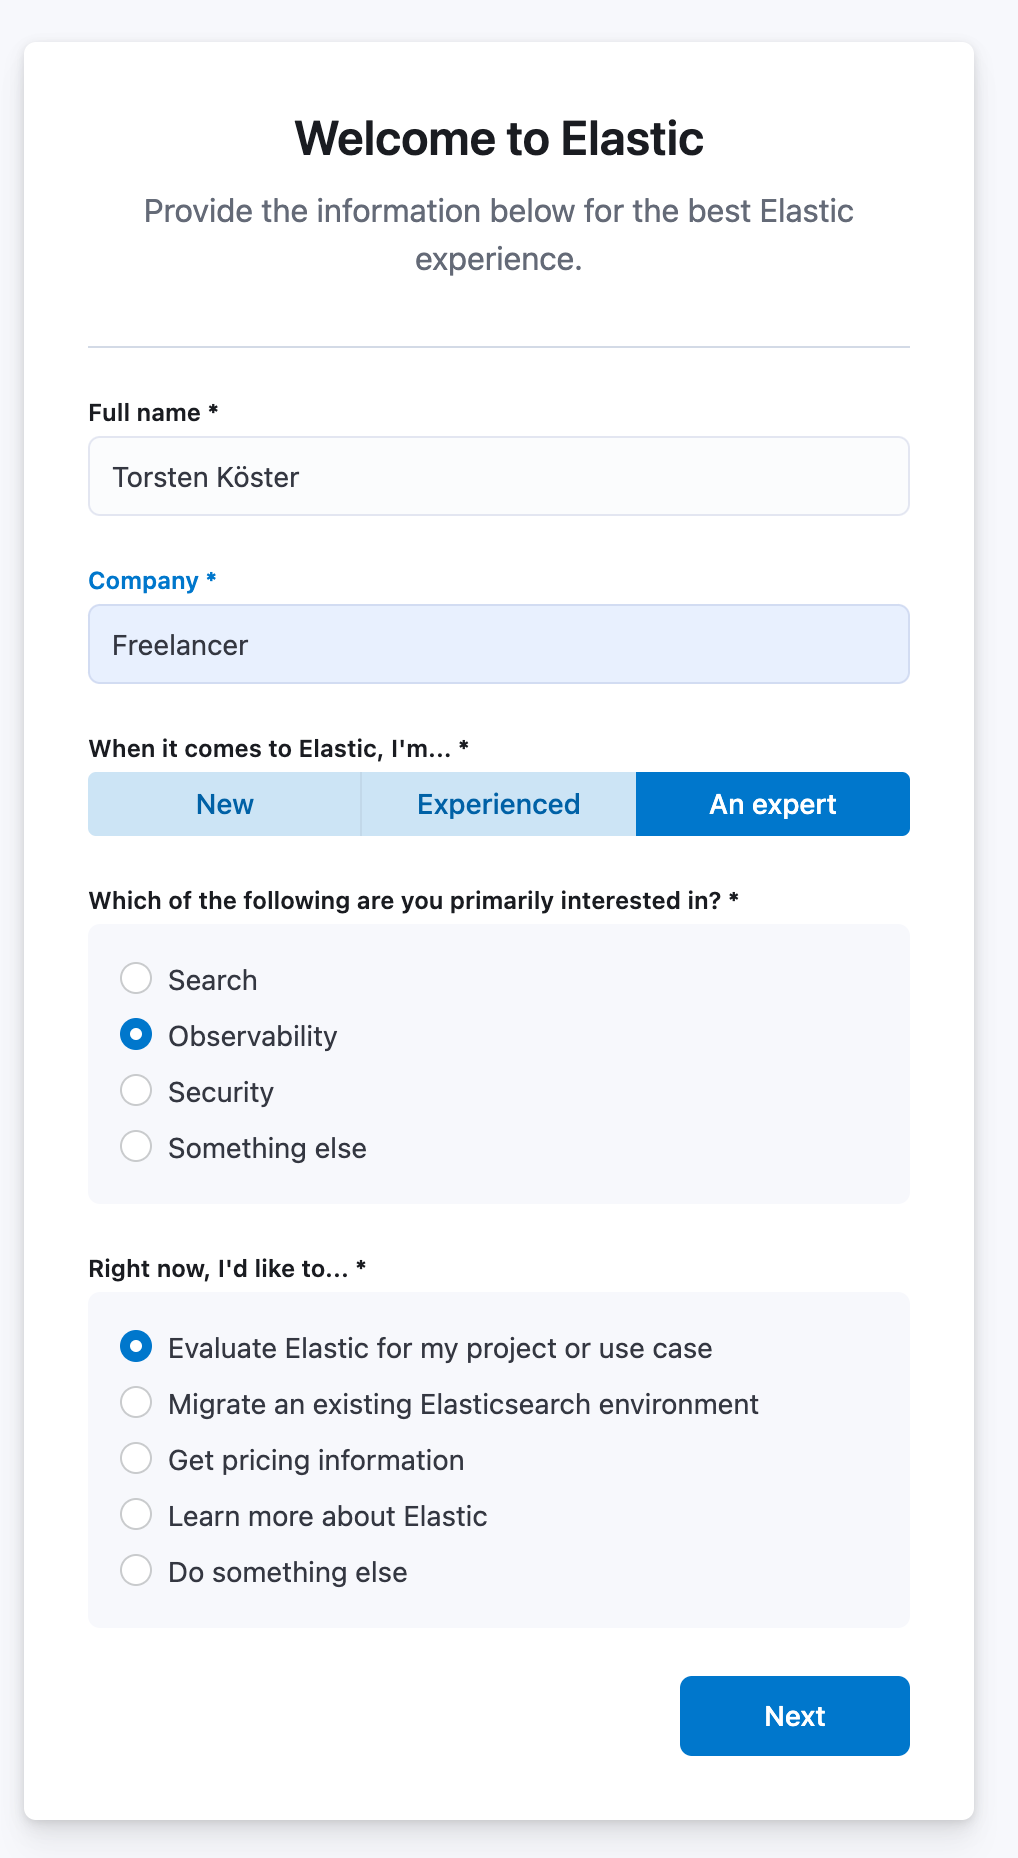 Welcome to Elastic
Provide the information below for the best Elastic
experience.
Full name *
Torsten Köster
Company *
Freelancer
When it comes to Elastic, I'm... *
New Experienced An expert
Which of the following are you primarily interested in? *
Search
Observability
Security
Something else
Right now, I'd like to... *
Evaluate Elastic for my project or use case
Migrate an existing Elasticsearch environment
Get pricing information
Learn more about Elastic
Do something else
Next